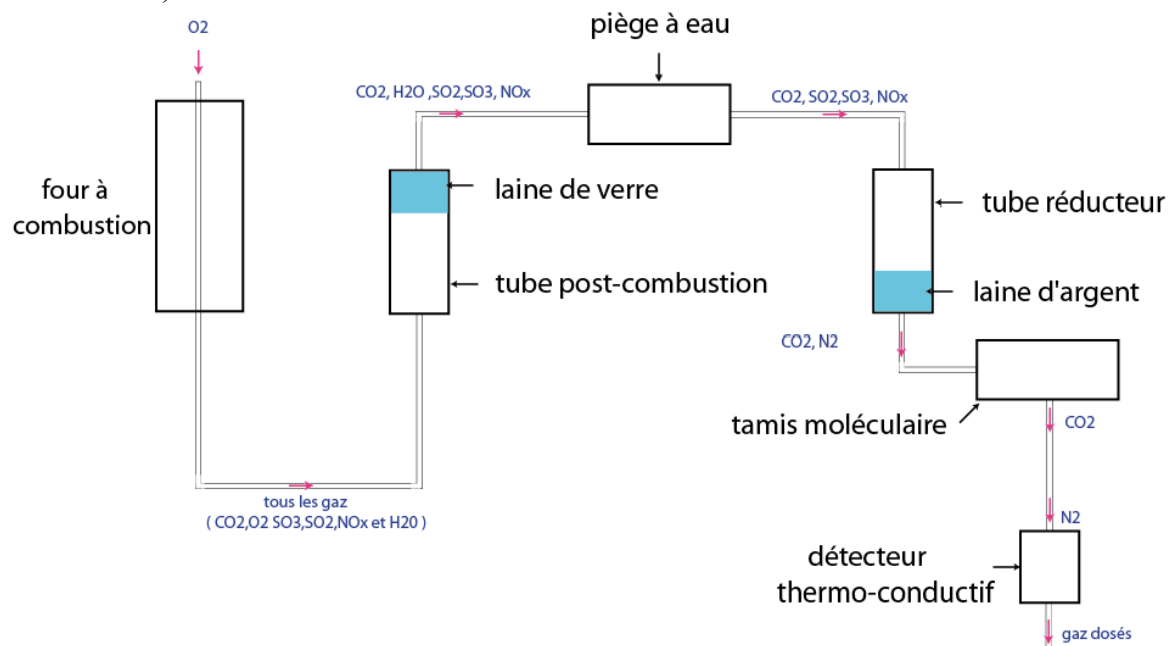 O2
piège à eau
CO2, H2O ,SO2,SO3, NOx
CO2, SO2,SO3, NOx
four à
combustion
laine de verre
tube réducteur
tube post-combustion
laine d'argent
CO2, N2
tamis moléculaire
CO2
tous les gaz
( CO2,O2 SO3,SO2,NOx et H20 )
N2
détecteur
thermo-conductif
gaz dosés